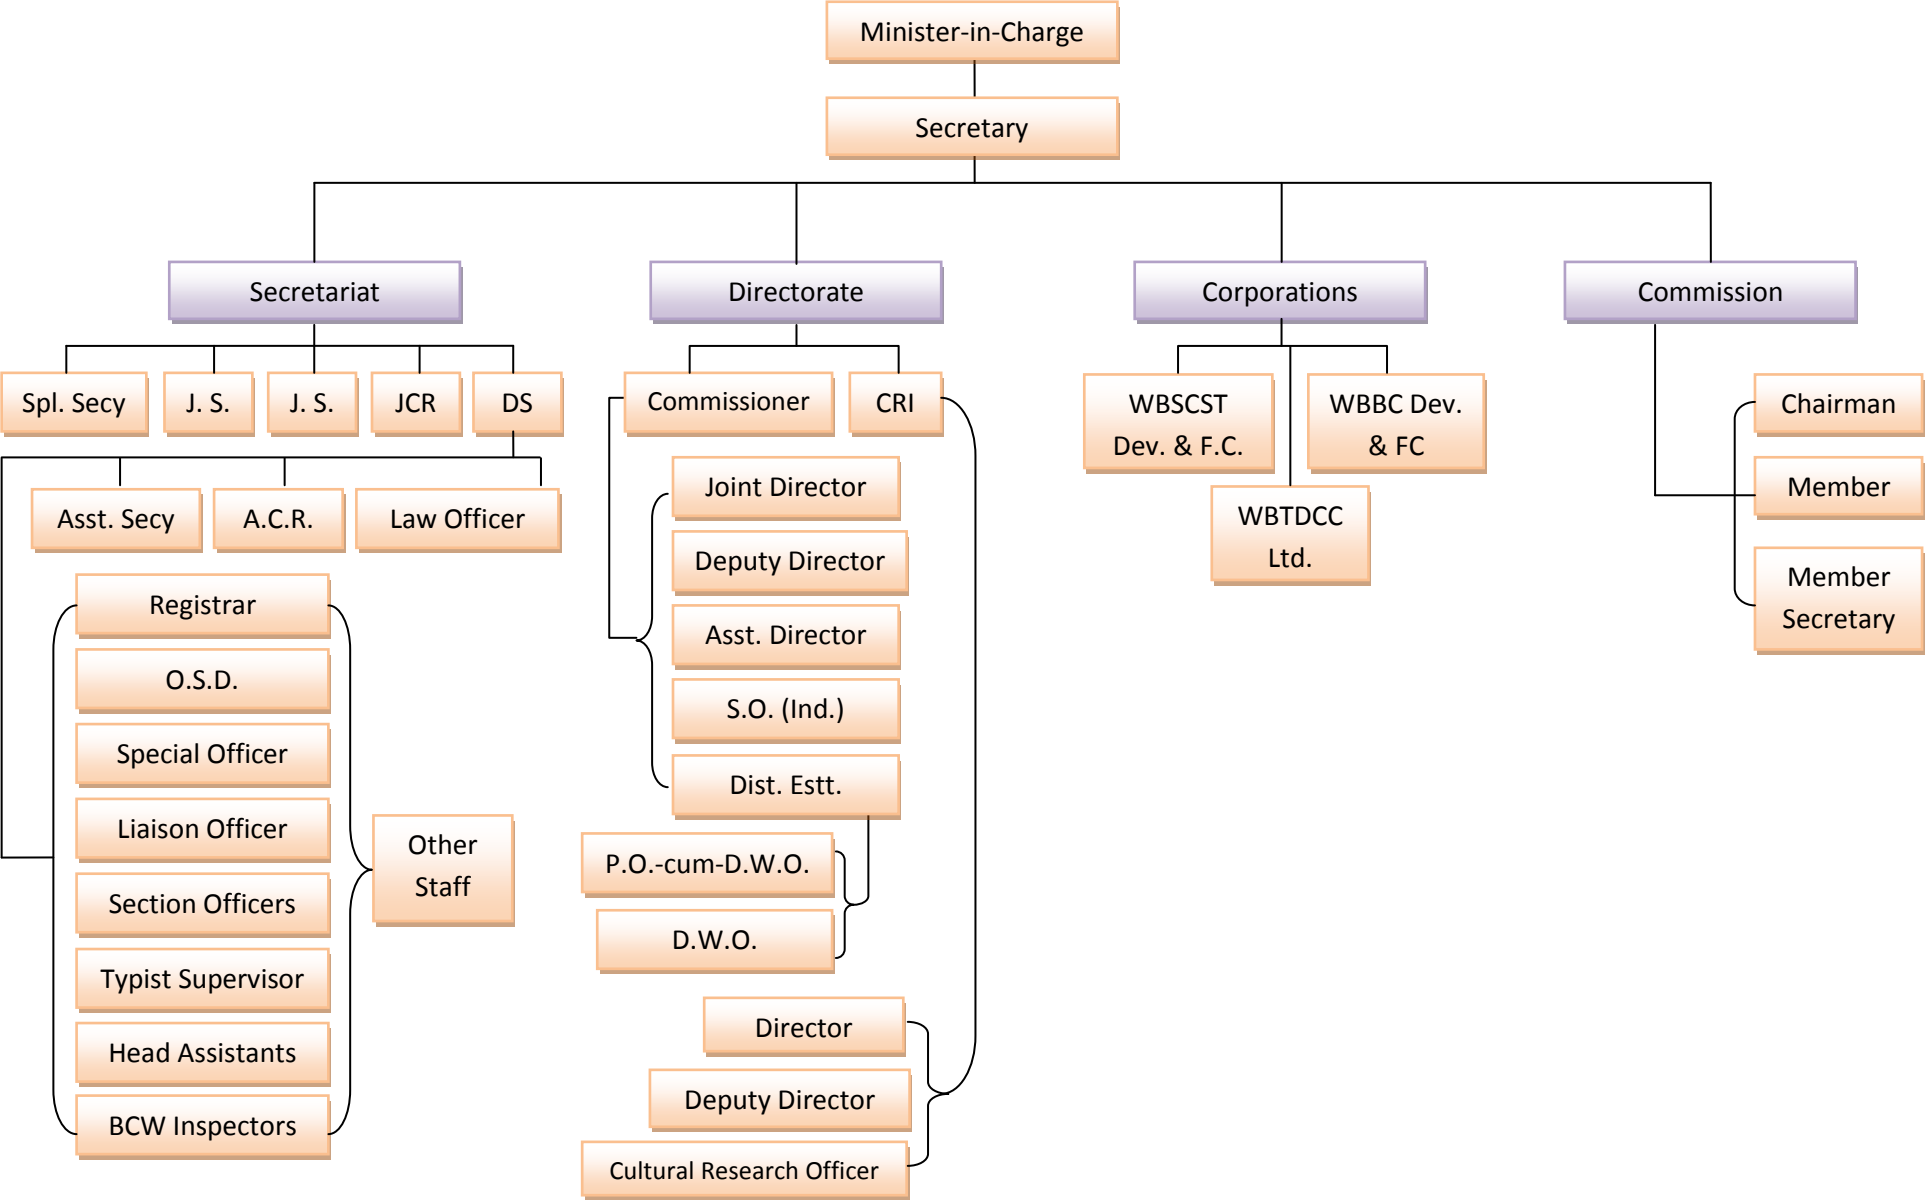 Minister-in-Charge
Secretary
Secretariat
Directorate
Corporations
Commission
Spl. Secy
J. S.
J. S.
JCR
DS
Asst. Secy
A.C.R.
Law Officer
Registrar
O.S.D.
Special Officer
Liaison Officer
Section Officers
Typist Supervisor
Head Assistants
BCW Inspectors
Other
Staff
Commissioner
CRI
Joint Director
Deputy Director
Asst. Director
S.O. (Ind.)
Dist. Estt.
P.O.-cum-D.W.O.
D.W.O.
Director
Deputy Director
Cultural Research Officer
WBSCST
Dev. & F.C.
WBBC Dev.
& FC
WBTDCC
Ltd.
Chairman
Member
Member
Secretary